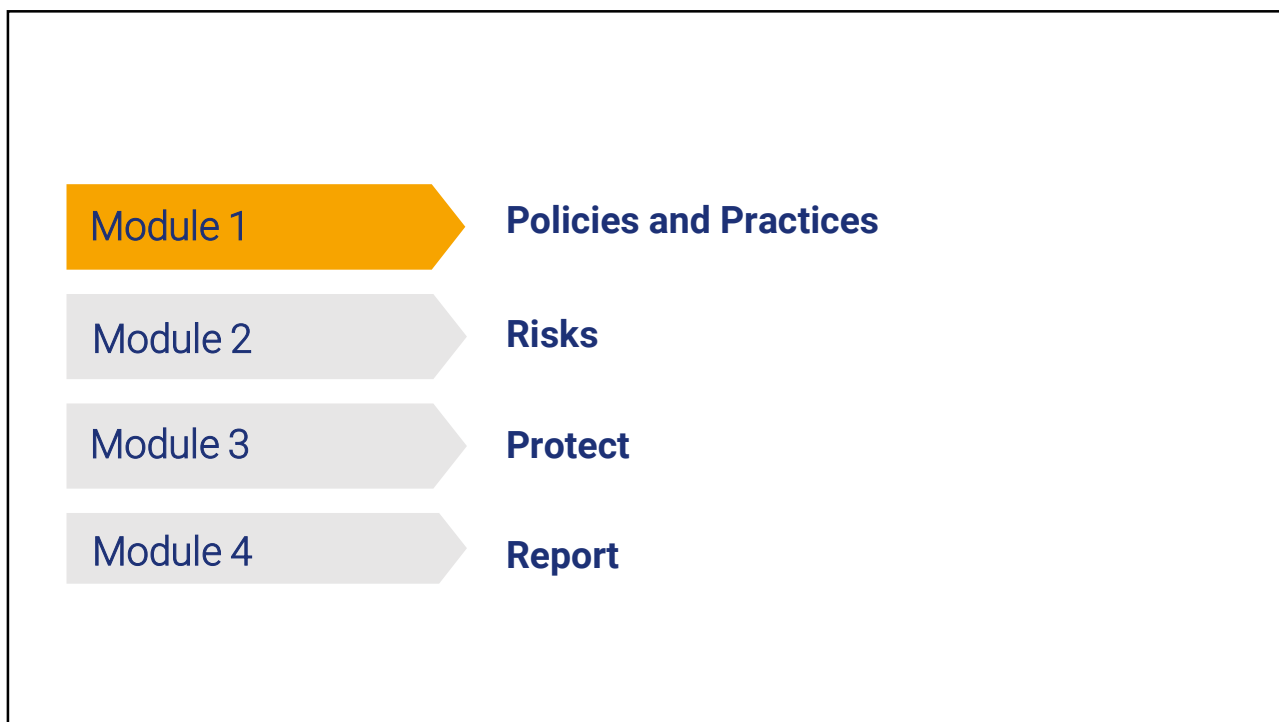 Module 1
Policies and Practices
Module 2
Risks
Module 3
Protect
Module 4
Report